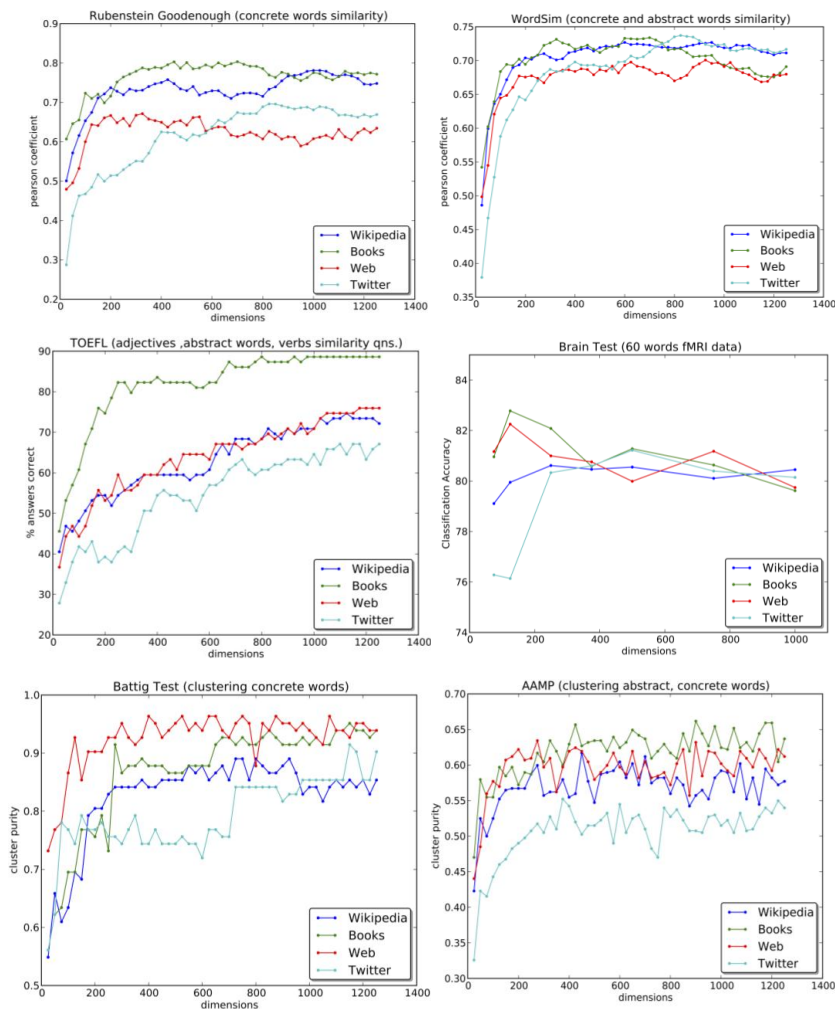 Rubenstein Goodenough (concrete words similarity)
0.9
0.8
0.7
0.6
0.5
0.4
0.3
0.2
pearson coefficient
0 200 400 600 800 1000 1200 1400
dimensions
Wikipedia
Books
Web
Twitter
WordSim (concrete and abstract words similarity)
0.75
0.70
0.65
0.60
0.55
0.50
0.45
0.40
0.35
pearson coefficient
0 200 400 600 800 1000 1200 1400
dimensions
Wikipedia
Books
Web
Twitter
TOEFL (adjectives ,abstract words, verbs similarity qns.)
90
80
70
60
50
40
30
20
% answers correct
0 200 400 600 800 1000 1200 1400
dimensions
Wikipedia
Books
Web
Twitter
Brain Test (60 words fMRI data)
84
82
80
78
76
74
Classification Accuracy
0 200 400 600 800 1000
dimensions
Wikipedia
Books
Web
Twitter
Battig Test (clustering concrete words)
1.0
0.9
0.8
0.7
0.6
0.5
cluster purity
0 200 400 600 800 1000 1200 1400
dimensions
Wikipedia
Books
Web
Twitter
AAMP (clustering abstract, concrete words)
0.70
0.65
0.60
0.55
0.50
0.45
0.40
0.35
0.30
cluster purity
0 200 400 600 800 1000 1200 1400
dimensions
Wikipedia
Books
Web
Twitter